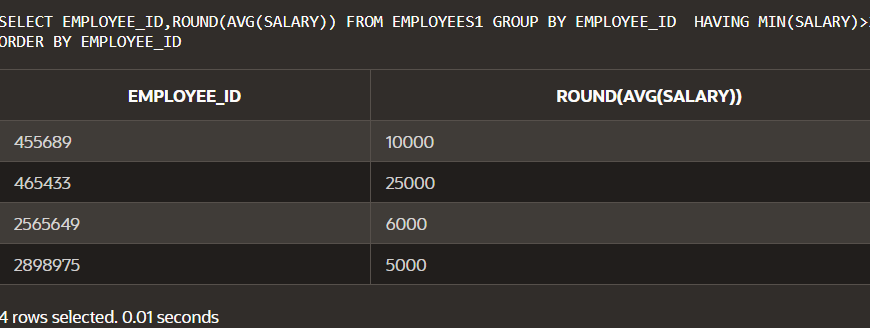 SELECT EMPLOYEE_ID,ROUND(AVG(SALARY)) FROM EMPLOYEES1 GROUP BY EMPLOYEE_ID  HAVING MIN(SALARY)>
ORDER BY EMPLOYEE_ID
EMPLOYEE_ID ROUND(AVG(SALARY))
455689 10000
465433 25000
2565649 6000
2898975 5000
4 rows selected. 0.01 seconds